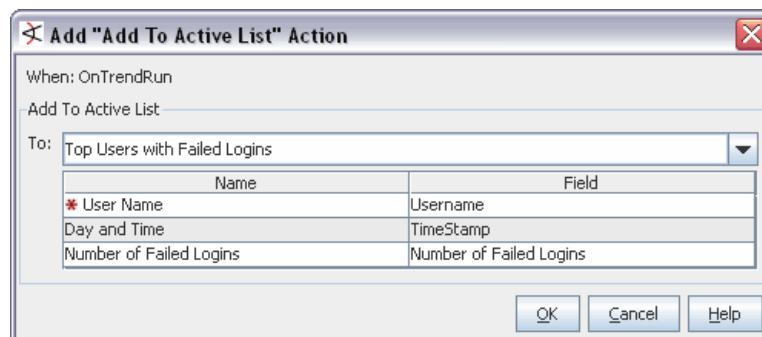 Add "Add To Active List" Action
When: OnTrendRun
Add To Active List
To: Top Users with Failed Logins
Name Field
* User Name Username
Day and Time TimeStamp
Number of Failed Logins Number of Failed Logins
OK Cancel Help